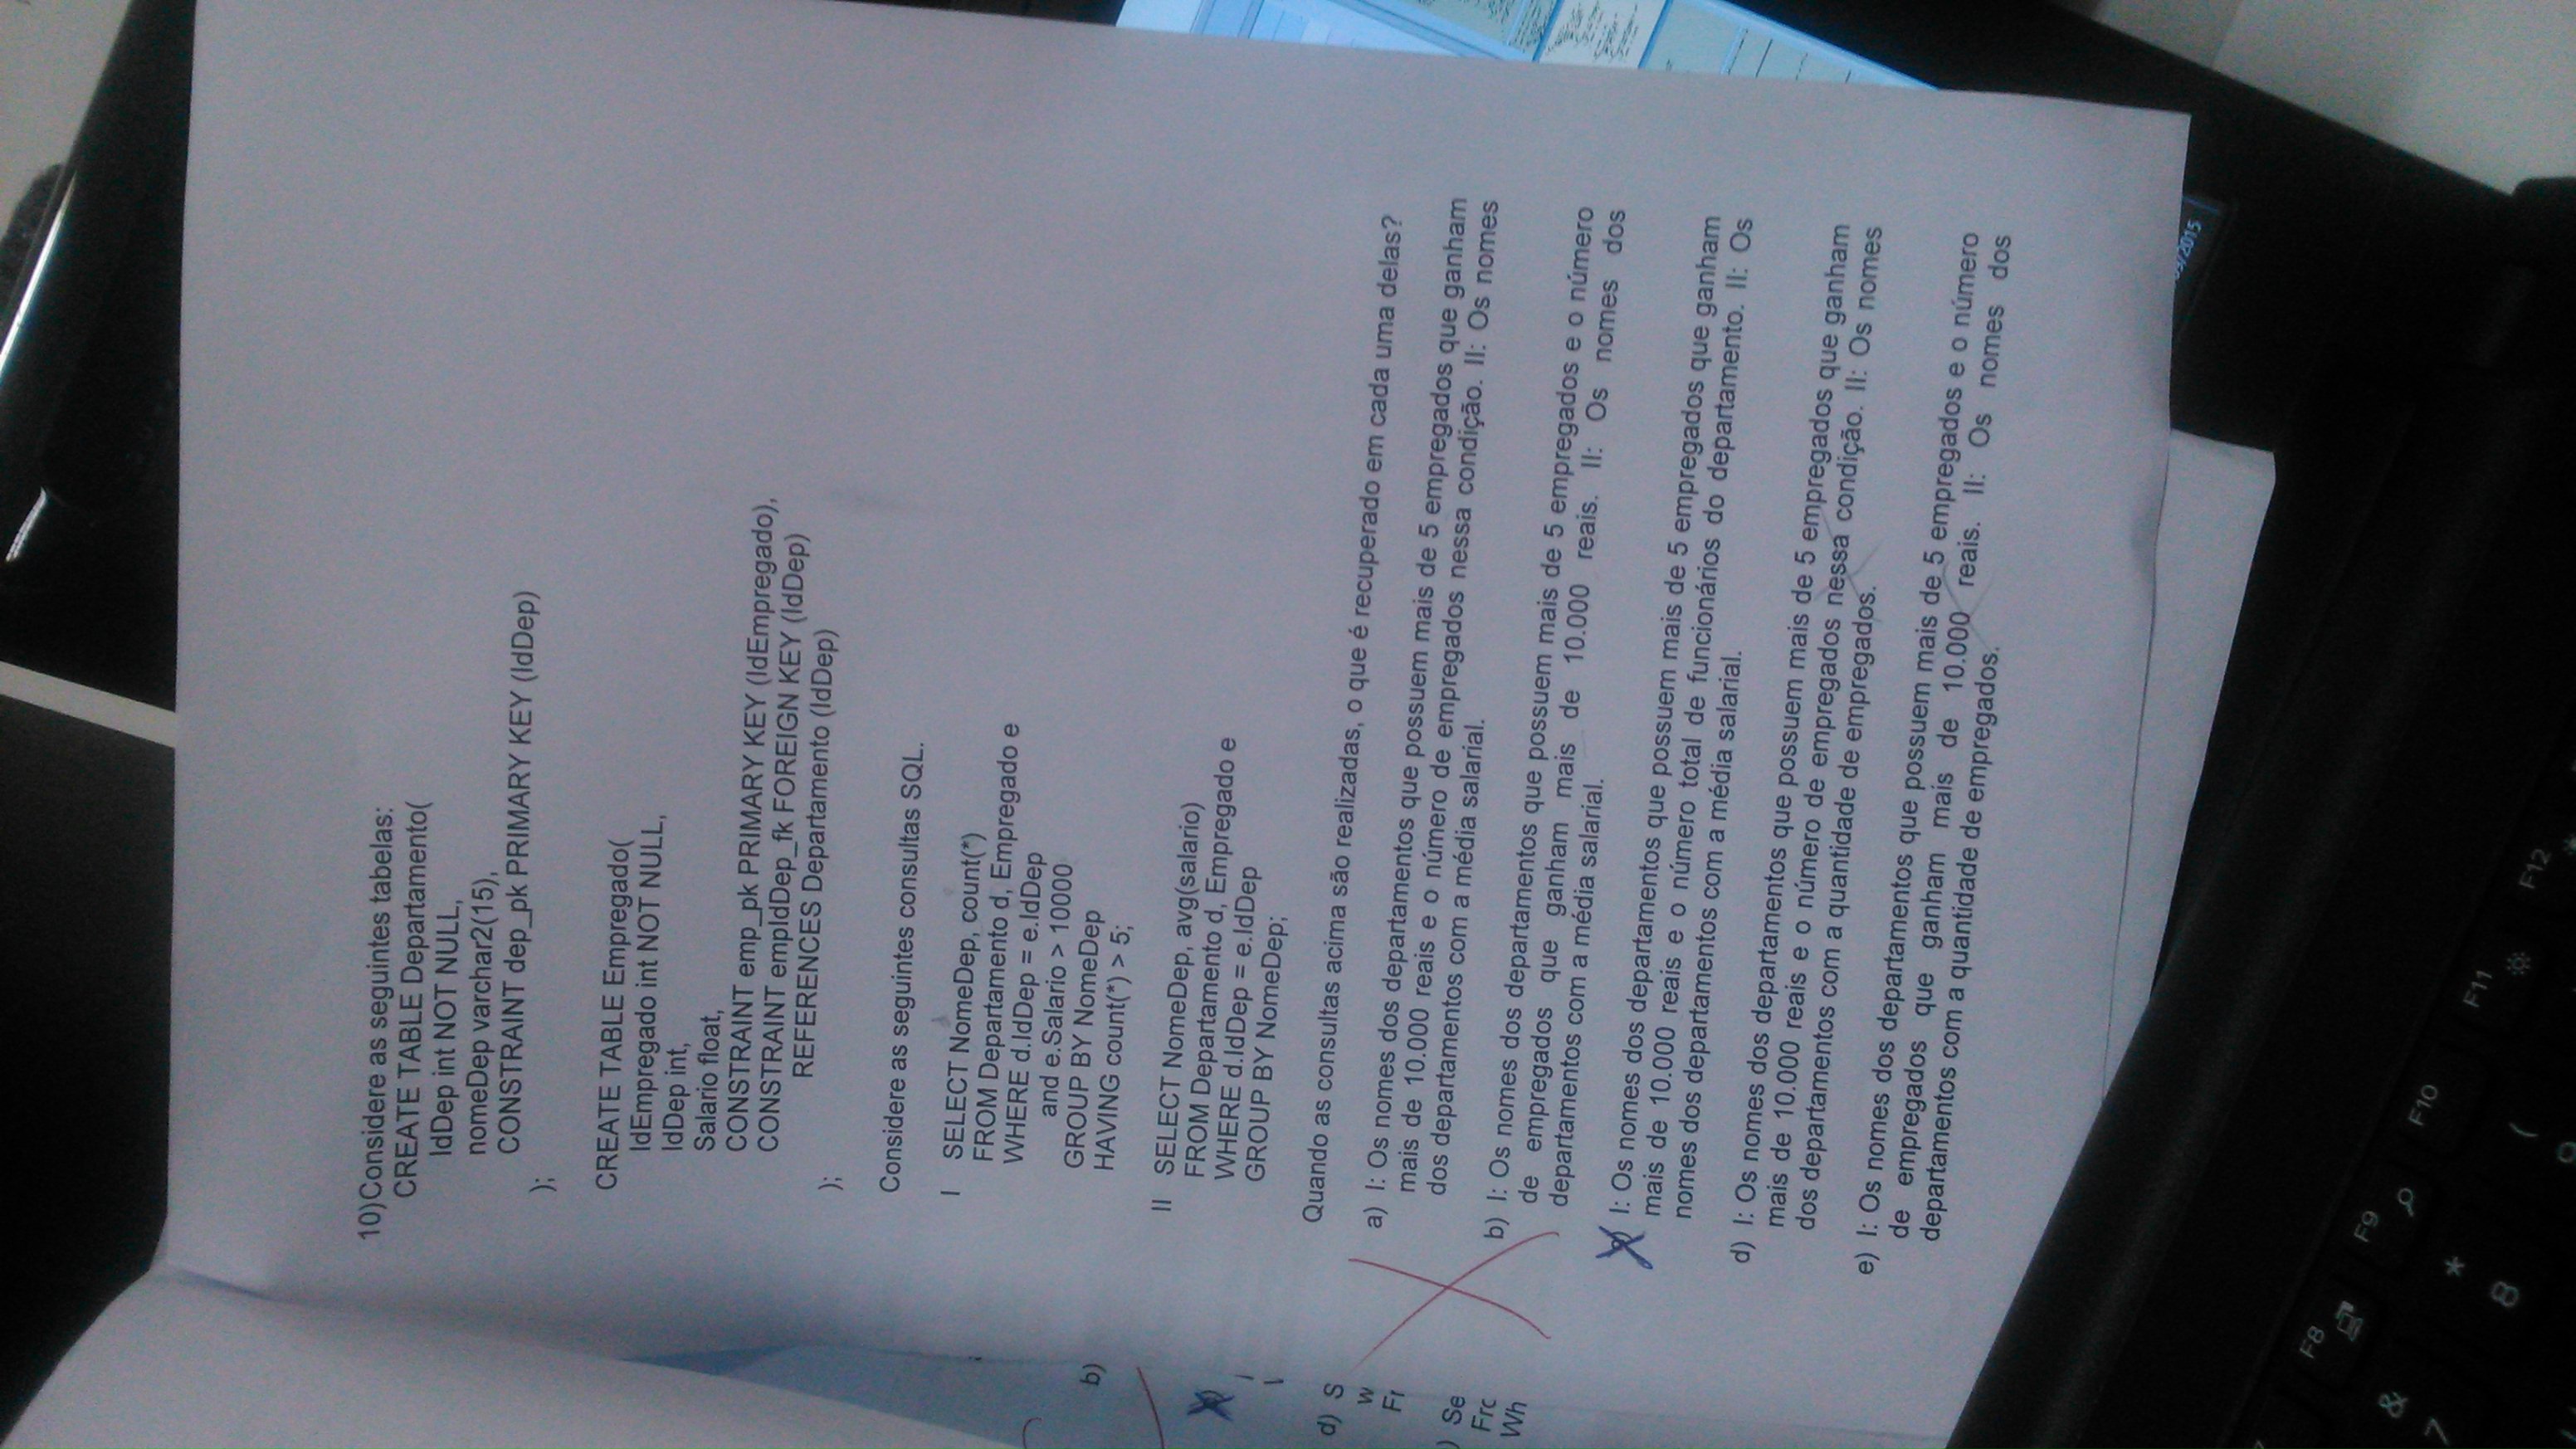 10)Considere as seguintes tabelas:
CREATE TABLE Departamento(
IdDep int NOT NULL,
nomeDep varchar2(15),
CONSTRAINT dep_pk PRIMARY KEY (IdDep)
);
CREATE TABLE Empregado(
IdEmpregado int NOT NULL,
IdDep int,
Salario float,
CONSTRAINT emp_pk PRIMARY KEY (IdEmpregado),
CONSTRAINT empIdDep_fk FOREIGN KEY (IdDep)
REFERENCES Departamento (IdDep)
);
Considere as seguintes consultas SQL.
I SELECT NomeDep, count(*)
FROM Departamento d, Empregado e
WHERE d.IdDep = e.IdDep
and e.Salario > 10000
GROUP BY NomeDep
HAVING count(*) > 5;
II SELECT NomeDep, avg(salario)
FROM Departamento d, Empregado e
WHERE d.IdDep = e.IdDep
GROUP BY NomeDep;
Quando as consultas acima são realizadas, o que é recuperado em cada uma delas?
a) I: Os nomes dos departamentos que possuem mais de 5 empregados que ganham
mais de 10.000 reais e o número de empregados nessa condição. II: Os nomes
dos departamentos com a média salarial.
b) I: Os nomes dos departamentos que possuem mais de 5 empregados e o número
de empregados que ganham mais de 10.000 reais. II: Os nomes dos
departamentos com a média salarial.
I: Os nomes dos departamentos que possuem mais de 5 empregados que ganham
mais de 10.000 reais e o número total de funcionários do departamento. II: Os
nomes dos departamentos com a média salarial.
d) I: Os nomes dos departamentos que possuem mais de 5 empregados que ganham
mais de 10.000 reais e o número de empregados nessa condição. II: Os nomes
dos departamentos com a quantidade de empregados.
e) I: Os nomes dos departamentos que possuem mais de 5 empregados e o número
de empregados que ganham mais de 10.000 reais. II: Os nomes dos
departamentos com a quantidade de empregados.
b)
d) S
w
Fr
) Se
Frc
Wh
/2015
F8
F9
F10
F11
F12
&
7
*
8
(
9